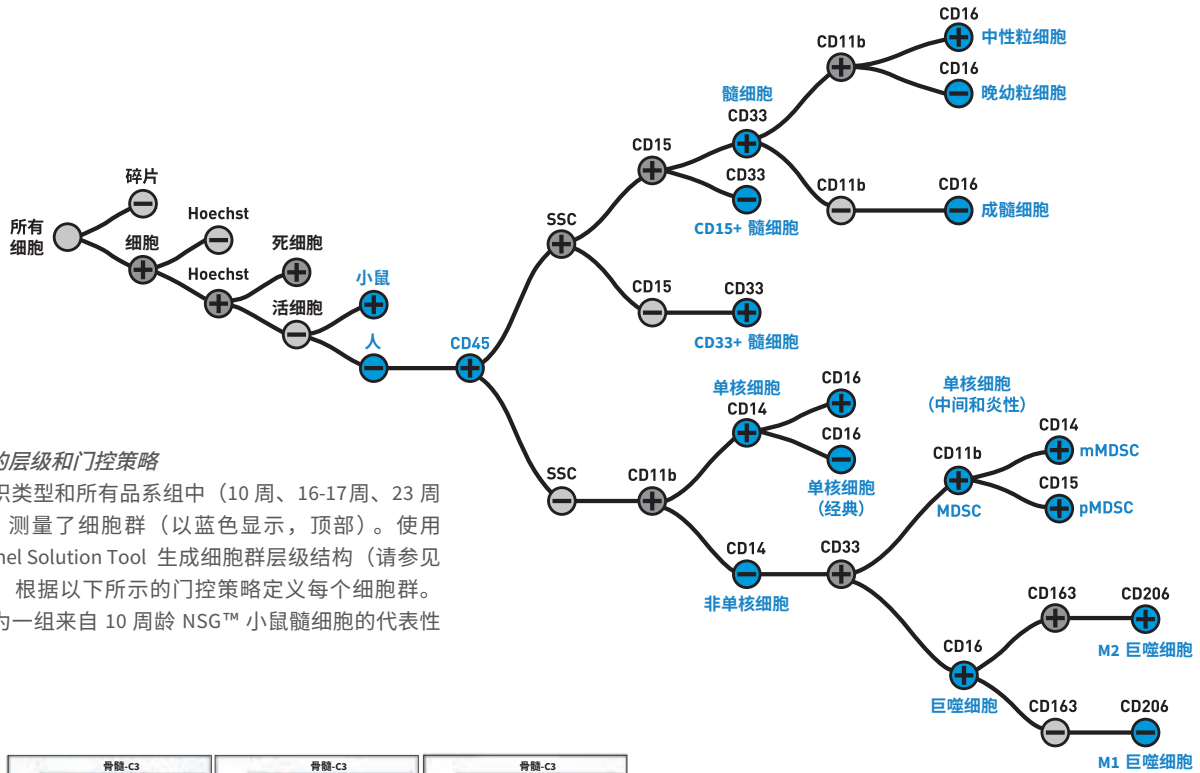 CD16
中性粒细胞
CD11b
CD16
晚幼粒细胞
髓细胞
CD33
CD15
CD33
CD11b
CD16
成髓细胞
CD15+ 髓细胞
碎片
所有
细胞
Hoechst
细胞
死细胞
Hoechst
小鼠
活细胞
人
SSC
CD15
CD33
CD33+ 髓细胞
CD45
单核细胞
CD14
CD16
CD16
单核细胞
（经典）
单核细胞
（中间和炎性）
CD14
mMDSC
CD11b
CD15
pMDSC
MDSC
SSC
CD11b
CD14
非单核细胞
CD33
CD163
CD206
M2 巨噬细胞
CD16
巨噬细胞
CD163
CD206
M1 巨噬细胞
的层级和门控策略
识类型和所有品系组中（10 周、16-17周、23 周
测量了细胞群（以蓝色显示，顶部）。使用
nel Solution Tool 生成细胞群层级结构（请参见
根据以下所示的门控策略定义每个细胞群。
为一组来自 10 周龄 NSG™ 小鼠髓细胞的代表性
骨髓-C3
骨髓-C3
骨髓-C3